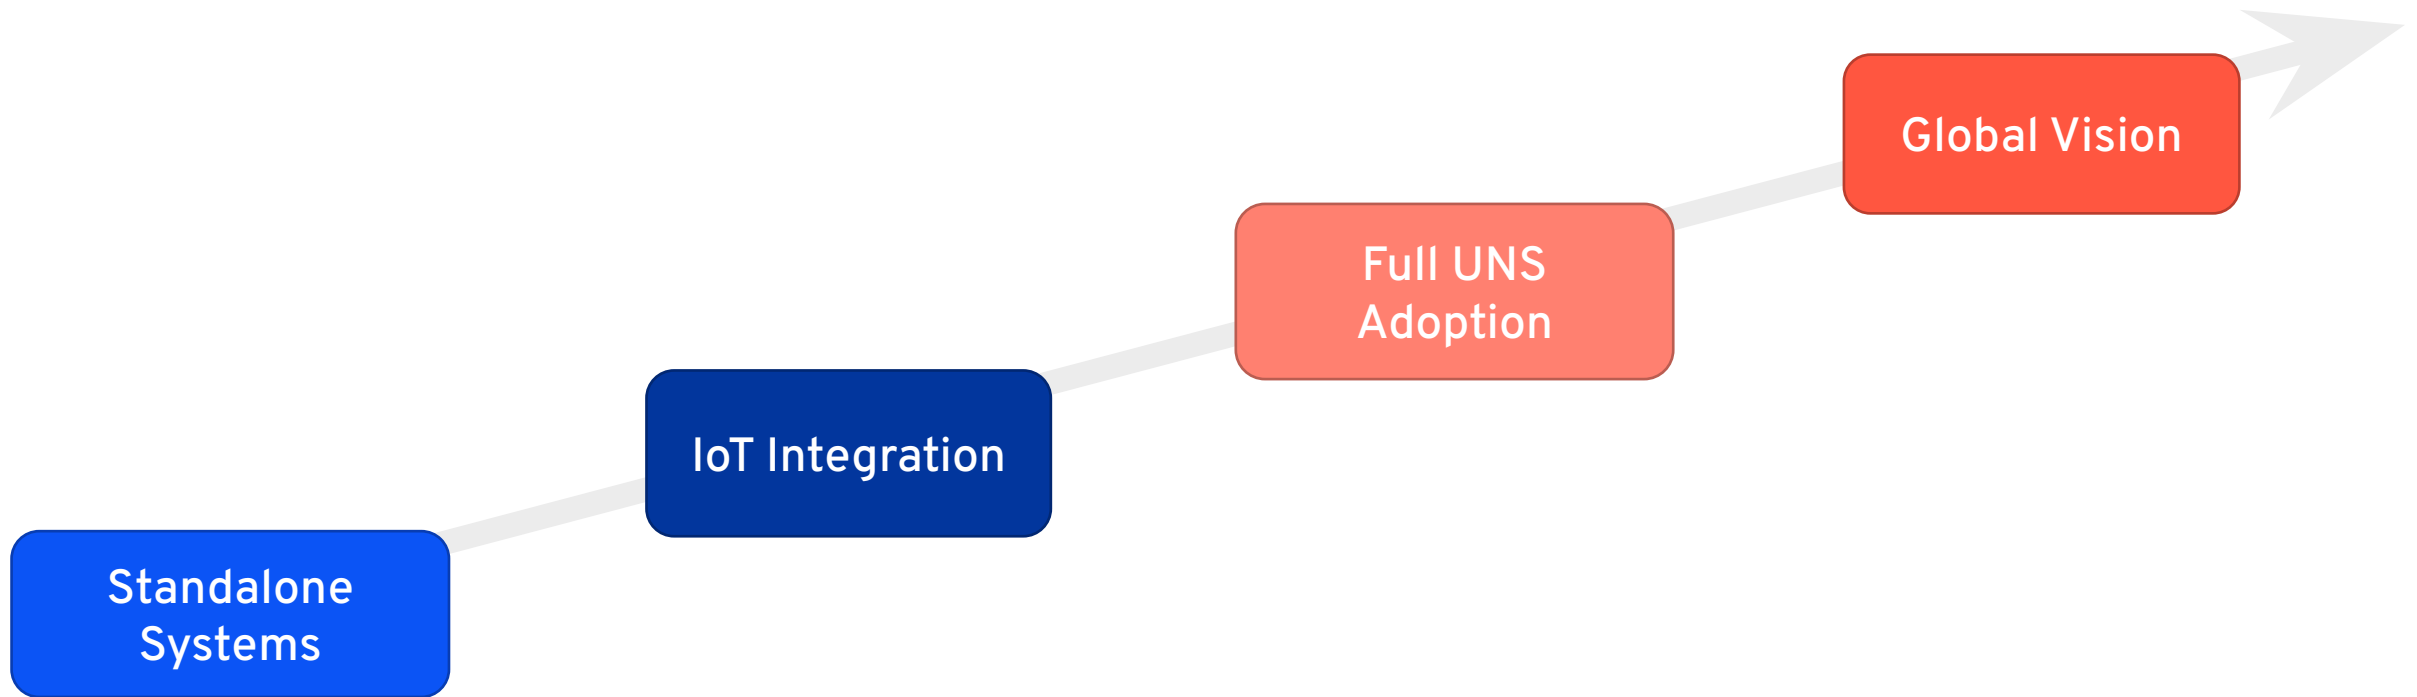 Standalone
Systems
IoT Integration
Full UNS
Adoption
Global Vision